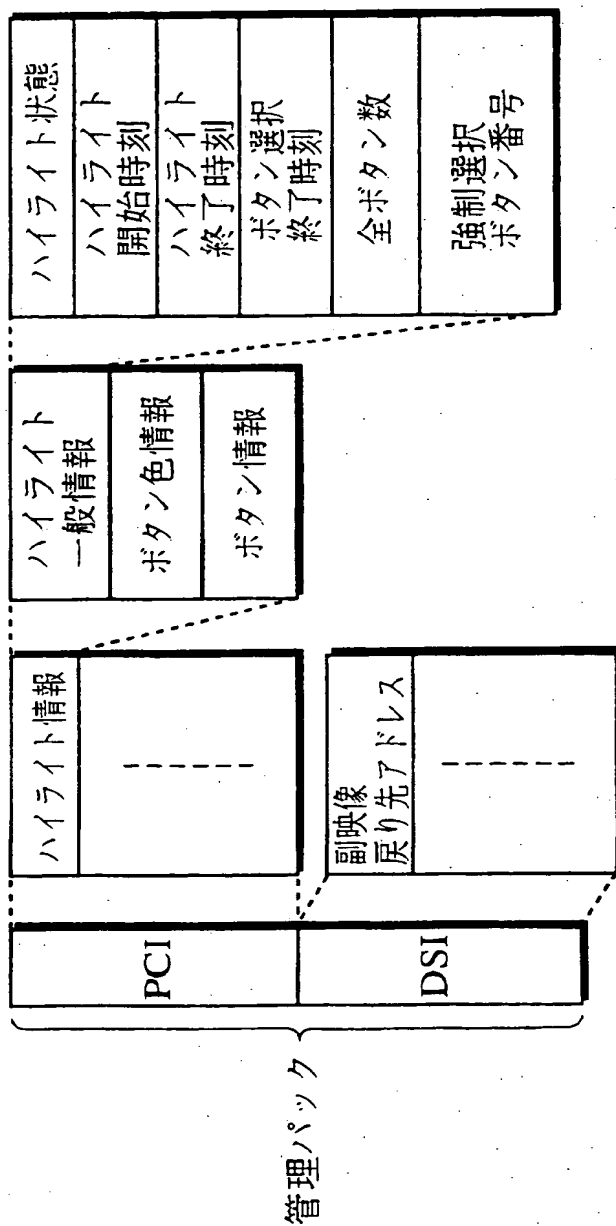 管理パック
PCI
DSI
ハイライト情報
副映像
戻り先アドレス
ハイライト
一般情報
ボタン色情報
ボタン情報
ハイライト状態
ハイライト
開始時刻
ハイライト
終了時刻
ボタン選択
終了時刻
全ボタン数
強制選択
ボタン番号